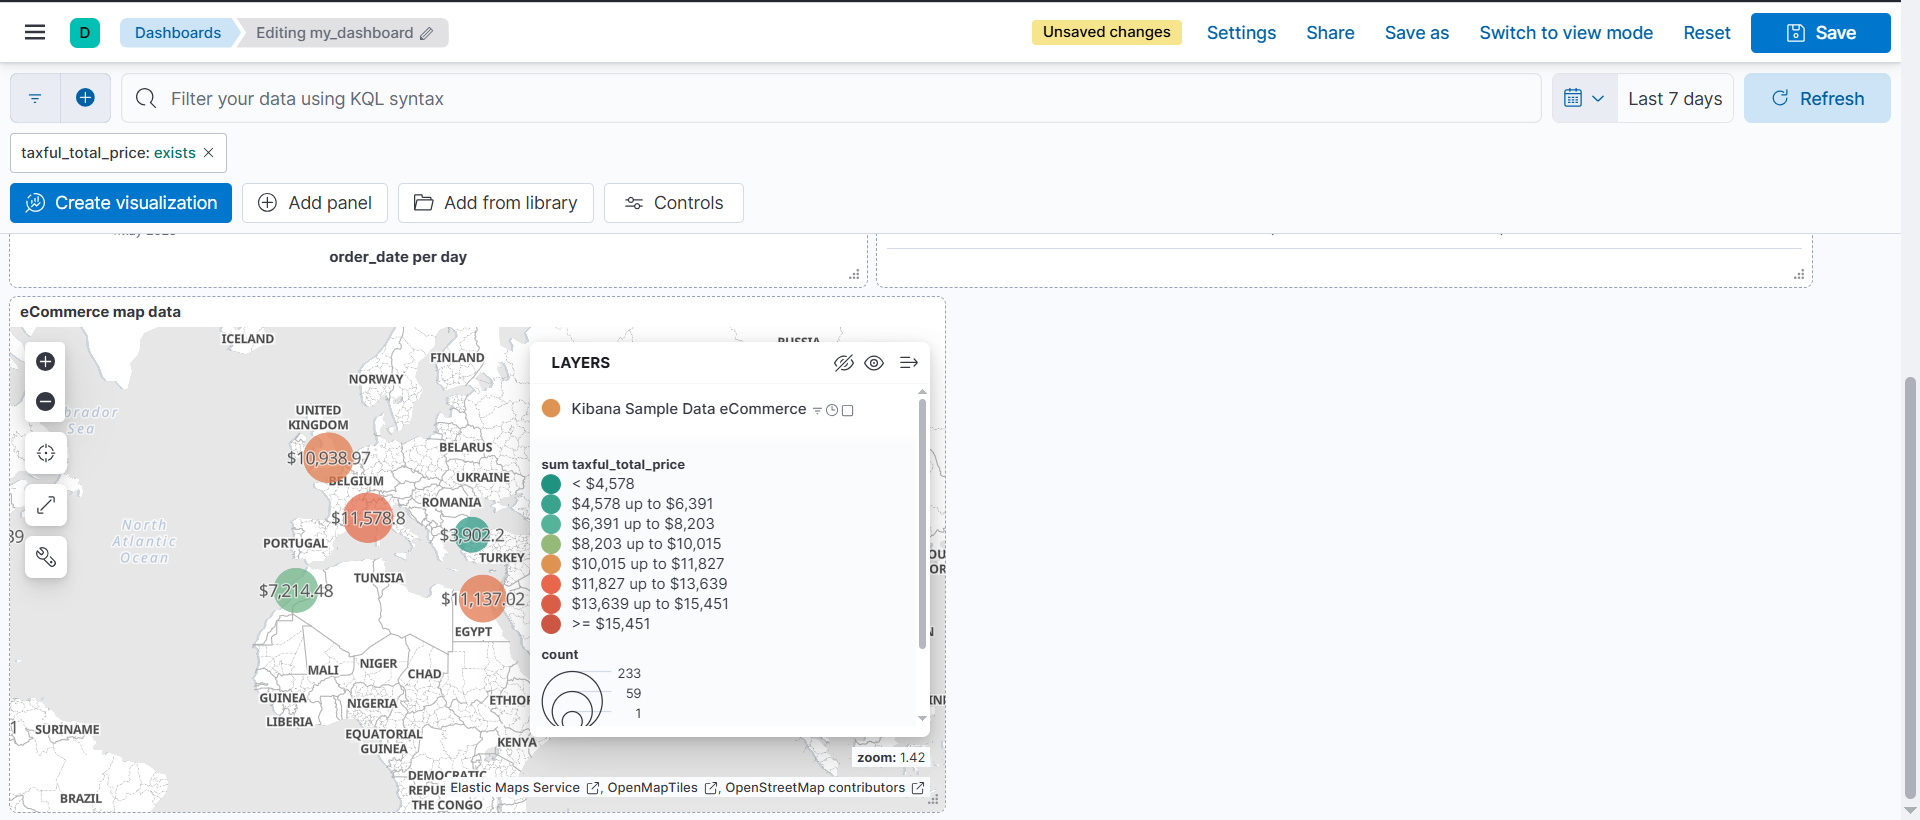 D
Dashboards
Editing my_dashboard
Unsaved changes
Settings
Share
Save as
Switch to view mode
Reset
Save
Filter your data using KQL syntax
Last 7 days
Refresh
taxful_total_price: exists
Create visualization
Add panel
Add from library
Controls
order_date per day
eCommerce map data
ICELAND
FINLAND
NORWAY
UNITED
KINGDOM
BELARUS
$10,938.97
BELGIUM
UKRAINE
ROMANIA
$11,578.8
$3,902.2
PORTUGAL
TURKEY
TUNISIA
$7,214.48
$11,137.02
EGYPT
MALI
NIGER
CHAD
GUINEA
NIGERIA
LIBERIA
EQUATORIAL
GUINEA
KENYA
SURINAME
BRAZIL
THE CONGO
Sea
North
Atlantic
Ocean
LAYERS
Kibana Sample Data eCommerce
sum taxful_total_price
< $4,578
$4,578 up to $6,391
$6,391 up to $8,203
$8,203 up to $10,015
$10,015 up to $11,827
$11,827 up to $13,639
$13,639 up to $15,451
>= $15,451
count
233
59
1
zoom: 1.42
Elastic Maps Service , OpenMapTiles , OpenStreetMap contributors